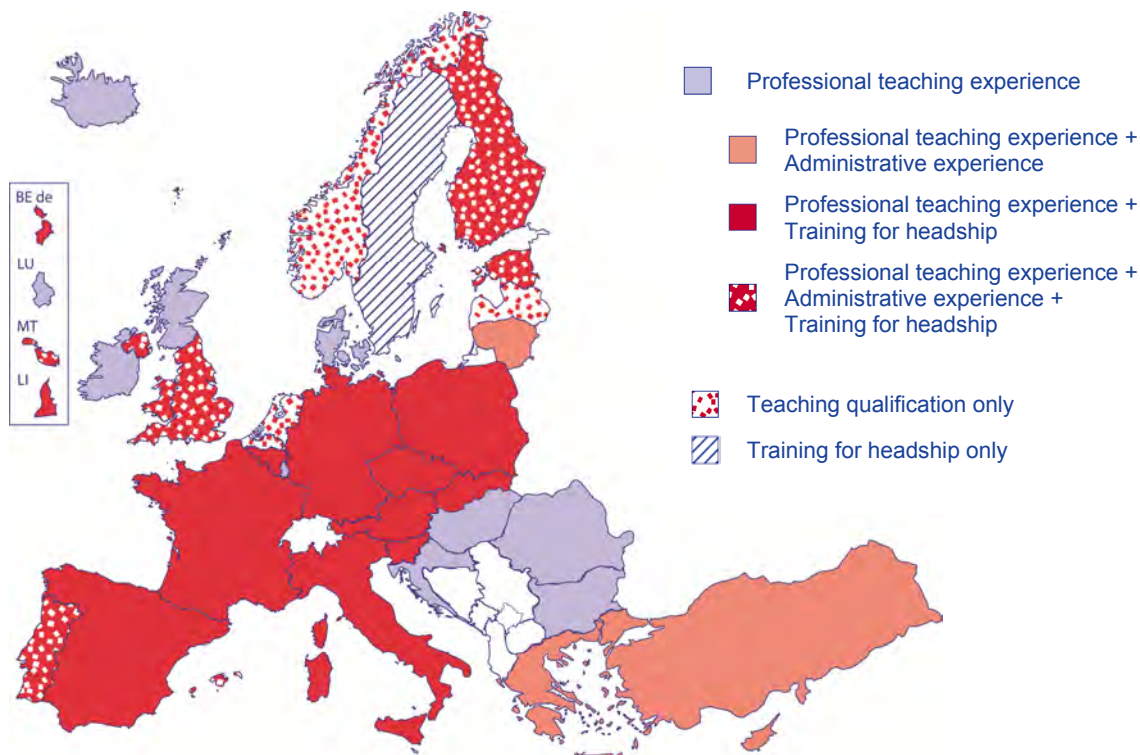 BE de
LU
MT
LI
Professional teaching experience
Professional teaching experience +
Administrative experience
Professional teaching experience +
Training for headship
Professional teaching experience +
Administrative experience +
Training for headship
Teaching qualification only
Training for headship only